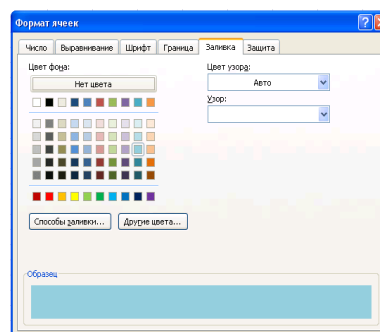 Формат ячеек
Число Выравнивание Шрифт Граница Заливка Защита
Цвет фона: Цвет узора:
Нет цвета Авто
Узор:
Способы заливки... Другие цвета...
Образец